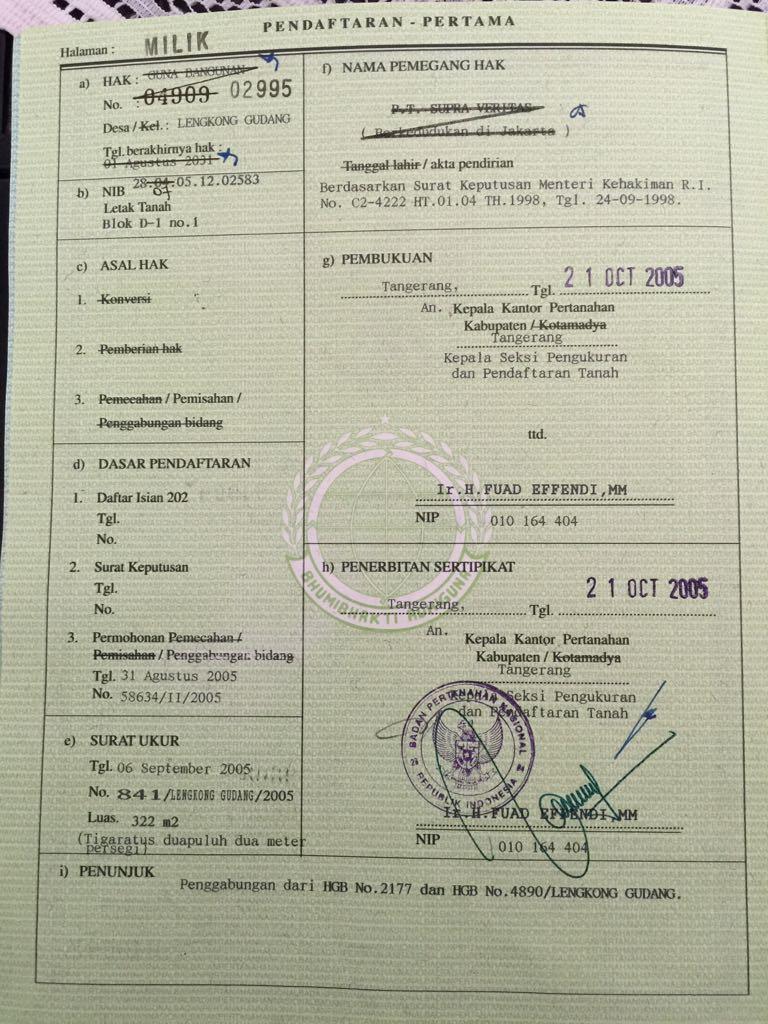 PENDAFTARAN - PERTAMA
Halaman :
MILIK
a) HAK : GUNA BANGUNAN
No. : 04909 02995
Desa / Kel. : LENGKONG GUDANG
Tgl. berakhirnya hak :
01 Agustus 2031
b) NIB 28.04.05.12.02583
07
Letak Tanah
Blok D-1 no.1
c) ASAL HAK
1. Konversi
2. Pemberian hak
3. Pemecahan / Pemisahan /
Penggabungan bidang
d) DASAR PENDAFTARAN
1. Daftar Isian 202
Tgl.
No.
2. Surat Keputusan
Tgl.
No.
3. Permohonan Pemecahan /
Pemisahan / Penggabungan bidang
Tgl. 31 Agustus 2005
No. 58634/II/2005
e) SURAT UKUR
Tgl. 06 September 2005
No. 841/LENGKONG GUDANG/2005
Luas. 322 m2
(Tigaratus duapuluh dua meter
persegi)
f) NAMA PEMEGANG HAK
P.T. SUPRA VERITAS
( Berkedudukan di Jakarta )
Tanggal lahir / akta pendirian
Berdasarkan Surat Keputusan Menteri Kehakiman R.I.
No. C2-4222 HT.01.04 TH.1998, Tgl. 24-09-1998.
g) PEMBUKUAN
Tangerang, Tgl. 21 OCT 2005
An. Kepala Kantor Pertanahan
Kabupaten / Kotamadya
Tangerang
Kepala Seksi Pengukuran
dan Pendaftaran Tanah
ttd.
Ir.H.FUAD EFFENDI,MM
NIP 010 164 404
h) PENERBITAN SERTIPIKAT
Tangerang, Tgl. 21 OCT 2005
An. Kepala Kantor Pertanahan
Kabupaten / Kotamadya
Tangerang
Kepala Seksi Pengukuran
dan Pendaftaran Tanah
BADAN PERTANAHAN NASIONAL
REPUBLIK INDONESIA
Ir.H.FUAD EFFENDI,MM
NIP 010 164 404
BHUMIBHAKTI ADHIGUNA
i) PENUNJUK
Penggabungan dari HGB No.2177 dan HGB No.4890/LENGKONG GUDANG.